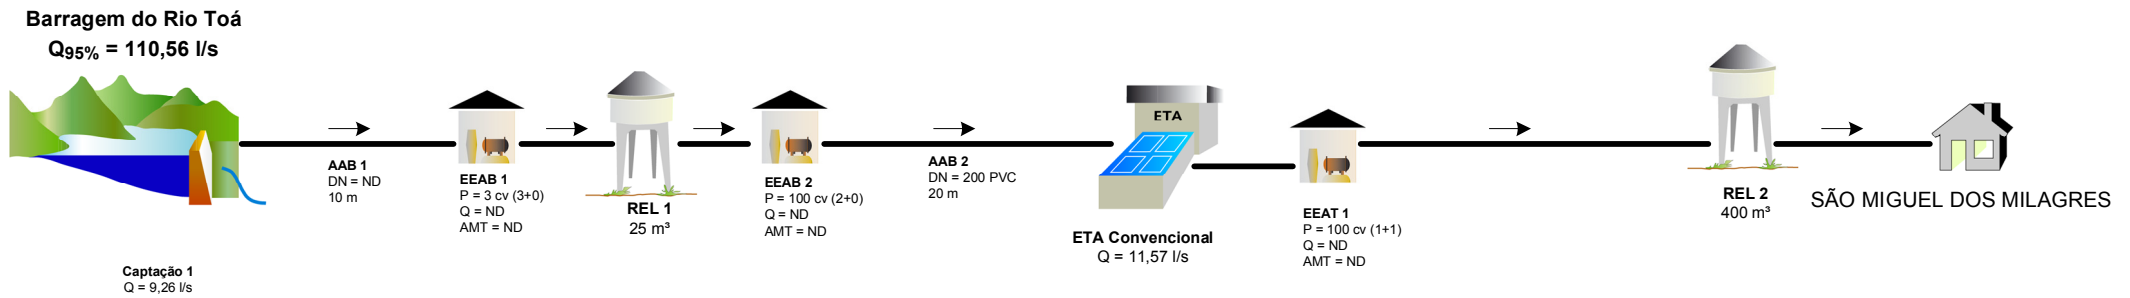 Barragem do Rio Toá
Q95% = 110,56 l/s
Captação 1
Q = 9,26 l/s
AAB 1
DN = ND
10 m
EEAB 1
P = 3 cv (3+0)
Q = ND
AMT = ND
REL 1
25 m³
EEAB 2
P = 100 cv (2+0)
Q = ND
AMT = ND
AAB 2
DN = 200 PVC
20 m
ETA
ETA Convencional
Q = 11,57 l/s
EEAT 1
P = 100 cv (1+1)
Q = ND
AMT = ND
REL 2
400 m³
SÃO MIGUEL DOS MILAGRES